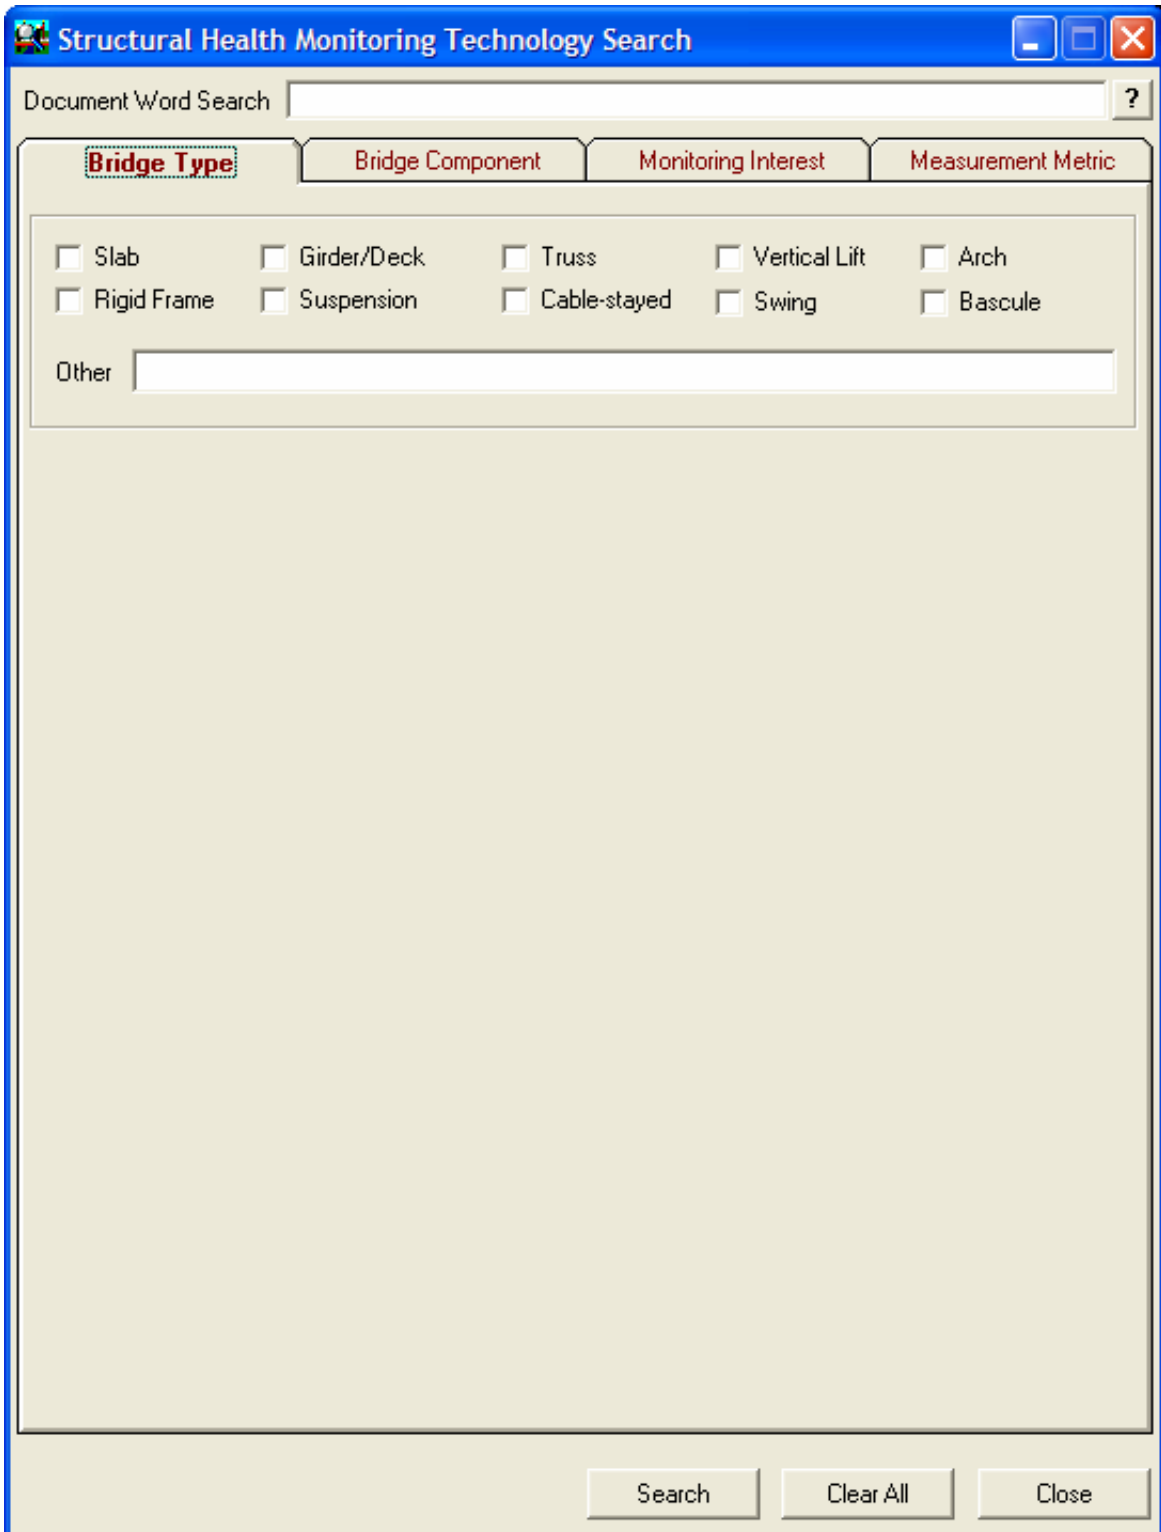 Structural Health Monitoring Technology Search
Document Word Search ?
Bridge Type Bridge Component Monitoring Interest Measurement Metric
Slab Girder/Deck Truss Vertical Lift Arch
Rigid Frame Suspension Cable-stayed Swing Bascule
Other
Search Clear All Close